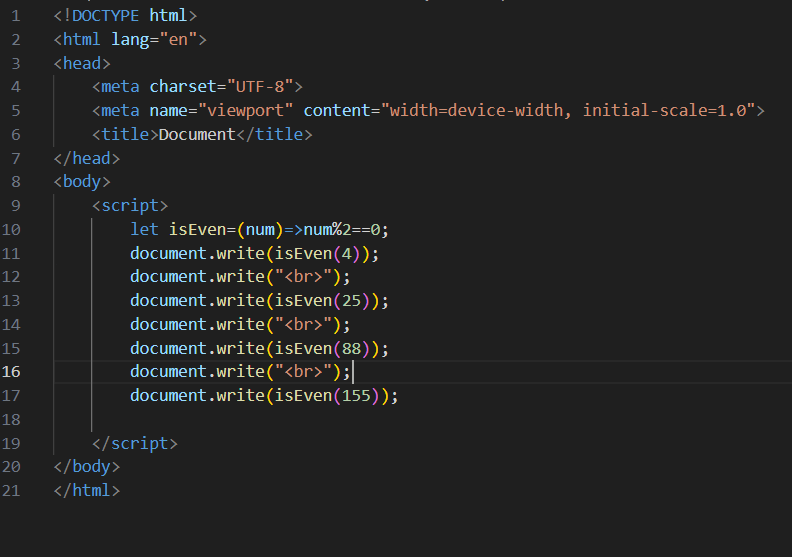 1 <!DOCTYPE html>
2 <html lang="en">
3 <head>
4     <meta charset="UTF-8">
5     <meta name="viewport" content="width=device-width, initial-scale=1.0">
6     <title>Document</title>
7 </head>
8 <body>
9     <script>
10         let isEven=(num)=>num%2==0;
11         document.write(isEven(4));
12         document.write("<br>");
13         document.write(isEven(25));
14         document.write("<br>");
15         document.write(isEven(88));
16         document.write("<br>");
17         document.write(isEven(155));
18
19     </script>
20 </body>
21 </html>